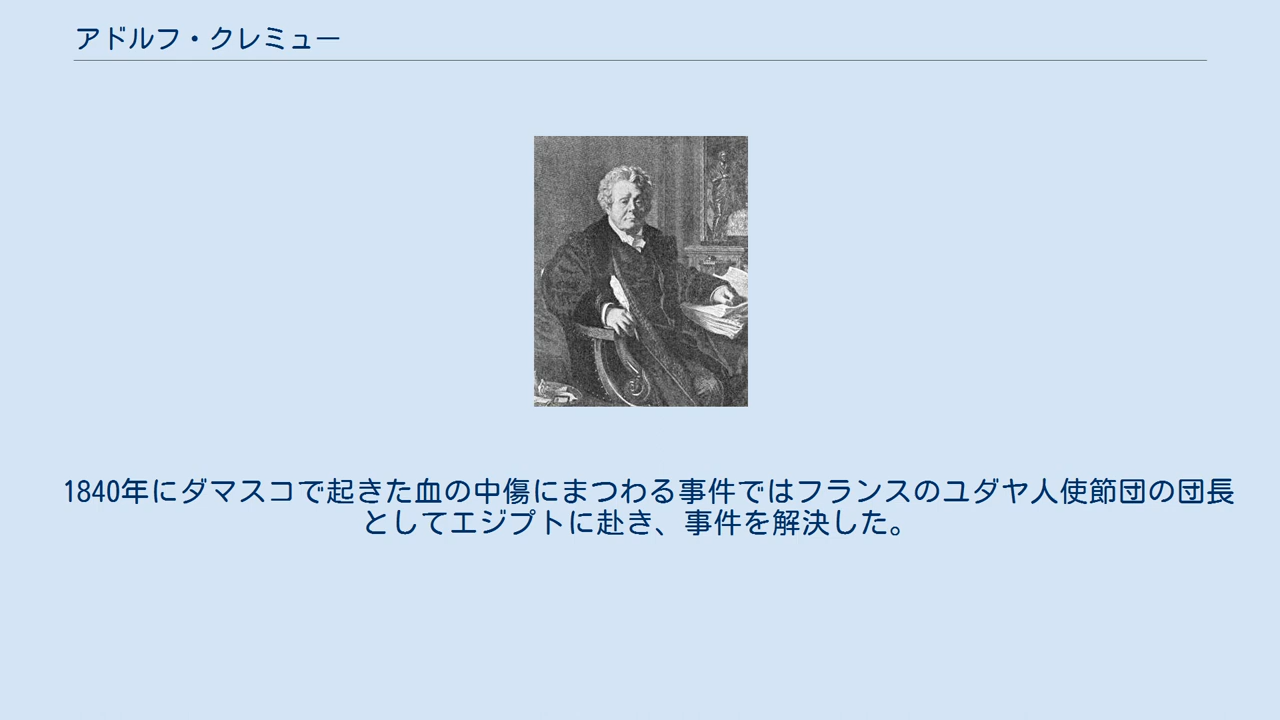 アドルフ・クレミュー
1840年にダマスコで起きた血の中傷にまつわる事件ではフランスのユダヤ人使節団の団長
としてエジプトに赴き、事件を解決した。